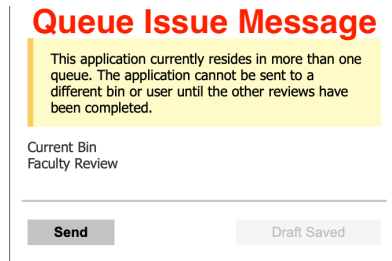 Queue Issue Message
This application currently resides in more than one
queue. The application cannot be sent to a
different bin or user until the other reviews have
been completed.
Current Bin
Faculty Review
Send
Draft Saved